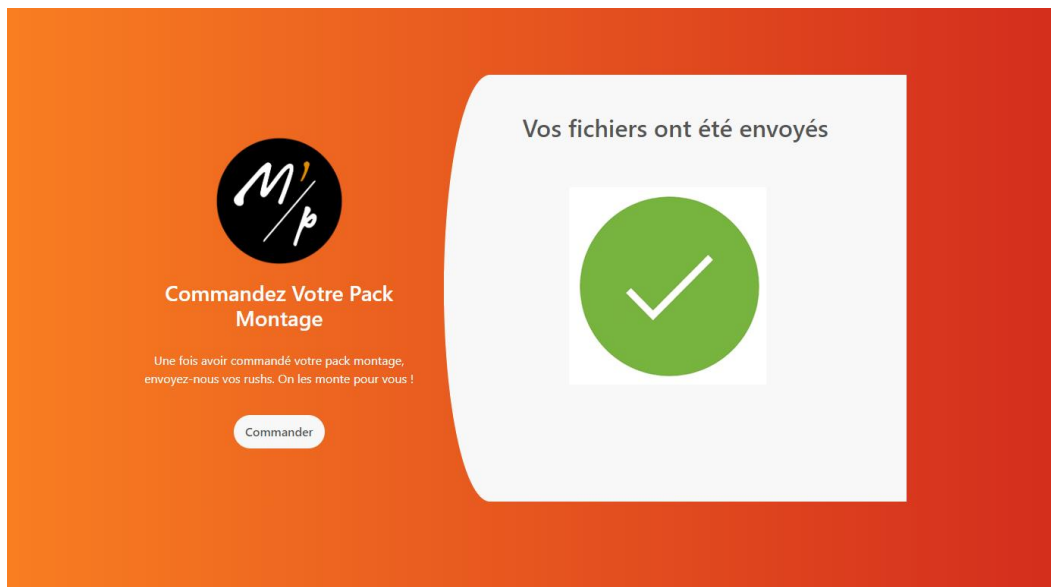 M'p
Commandez Votre Pack
Montage
Une fois avoir commandé votre pack montage,
envoyez-nous vos rushs. On les monte pour vous !
Commander
Vos fichiers ont été envoyés